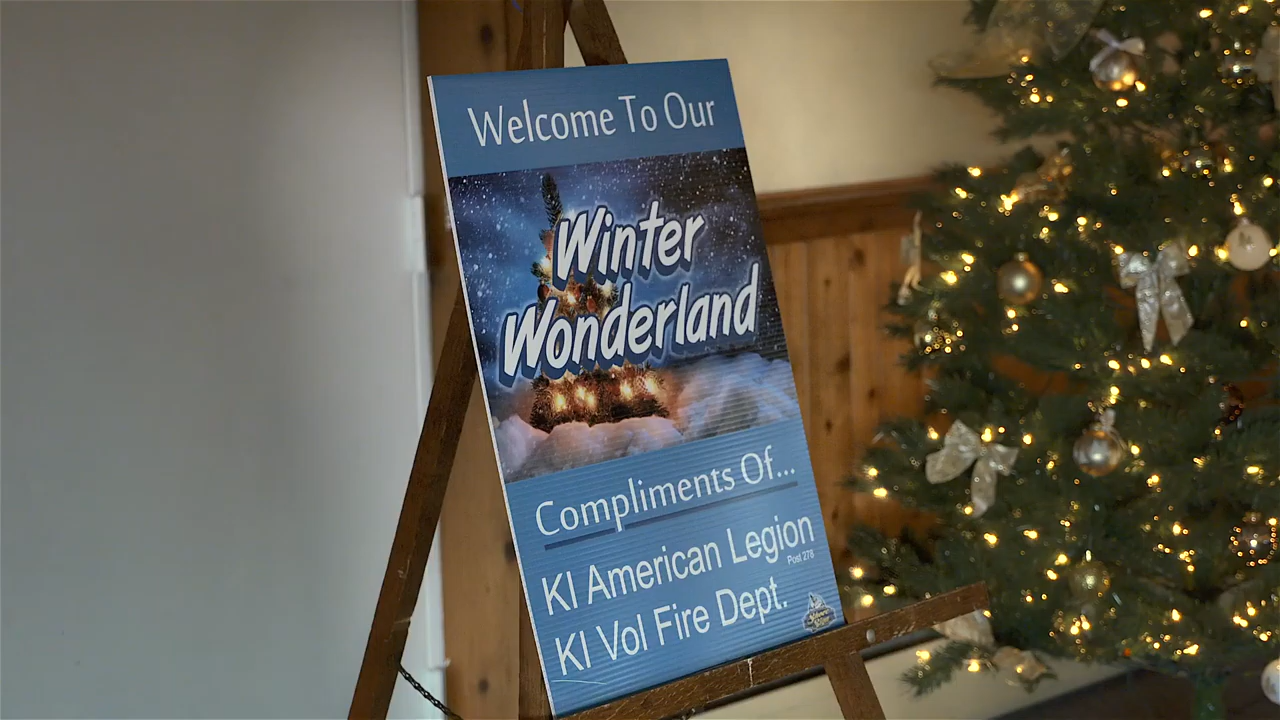 Welcome To Our
Winter
Wonderland
Compliments Of...
KI American Legion
Post 278
KI Vol Fire Dept.